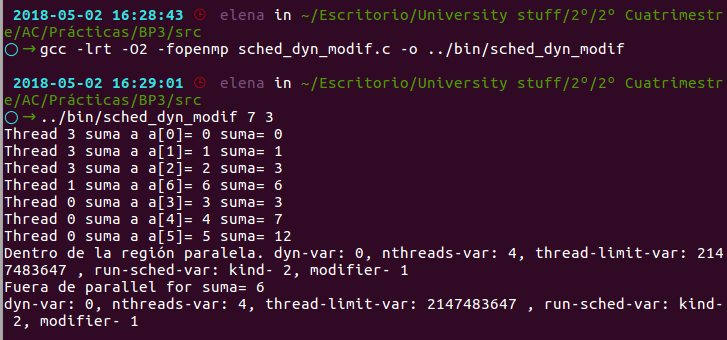 2018-05-02 16:28:43 elena in ~/Escritorio/University stuff/2º/2º Cuatrimestr
e/AC/Prácticas/BP3/src
gcc -lrt -O2 -fopenmp sched_dyn_modif.c -o ../bin/sched_dyn_modif
2018-05-02 16:29:01 elena in ~/Escritorio/University stuff/2º/2º Cuatrimestr
e/AC/Prácticas/BP3/src
../bin/sched_dyn_modif 7 3
Thread 3 suma a a[0]= 0 suma= 0
Thread 3 suma a a[1]= 1 suma= 1
Thread 3 suma a a[2]= 2 suma= 3
Thread 1 suma a a[6]= 6 suma= 6
Thread 0 suma a a[3]= 3 suma= 3
Thread 0 suma a a[4]= 4 suma= 7
Thread 0 suma a a[5]= 5 suma= 12
Dentro de la región paralela. dyn-var: 0, nthreads-var: 4, thread-limit-var: 214
7483647 , run-sched-var: kind- 2, modifier- 1
Fuera de parallel for suma= 6
dyn-var: 0, nthreads-var: 4, thread-limit-var: 2147483647 , run-sched-var: kind-
2, modifier- 1